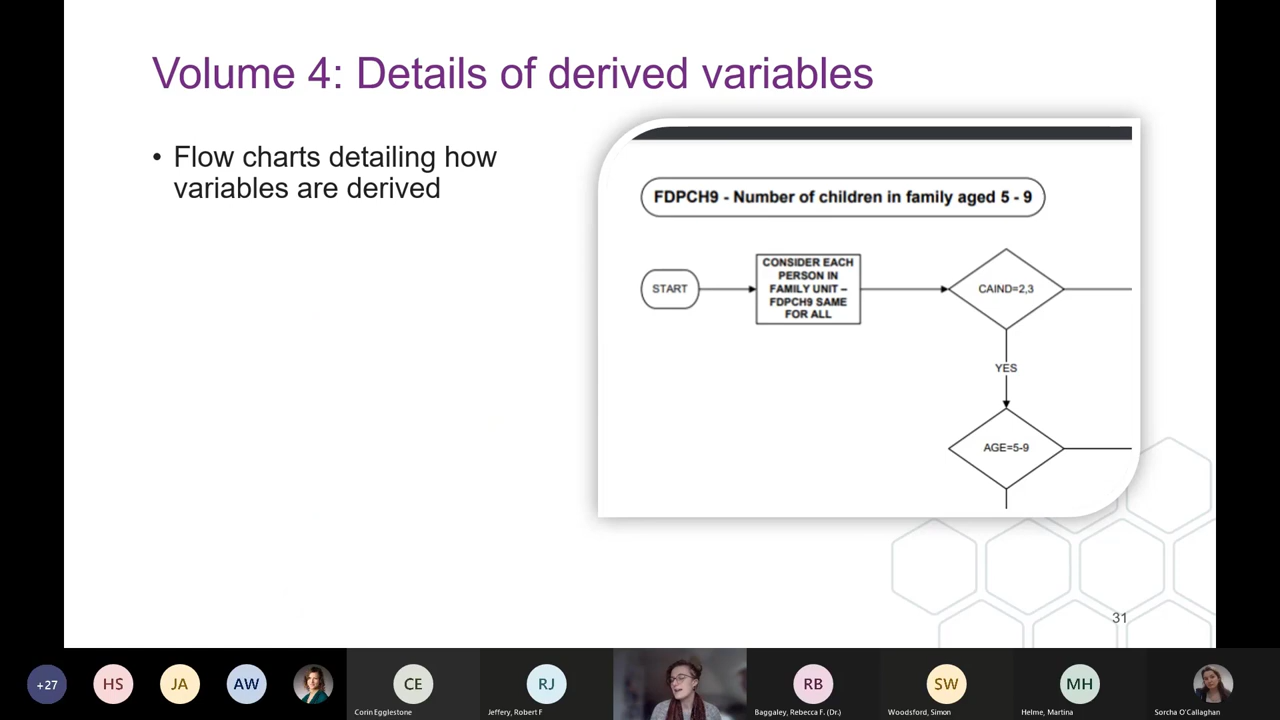 Volume 4: Details of derived variables
• Flow charts detailing how
variables are derived
FDPCH9 - Number of children in family aged 5 - 9
START
CONSIDER EACH
PERSON IN
FAMILY UNIT –
FDPCH9 SAME
FOR ALL
CAIND=2,3
YES
AGE=5-9
31
+27
HS
JA
AW
CE
RJ
RB
SW
MH
Corin Egglestone
Jeffery, Robert F
Baggaley, Rebecca F. (Dr.)
Woodsford, Simon
Helme, Martina
Sorcha O'Callaghan